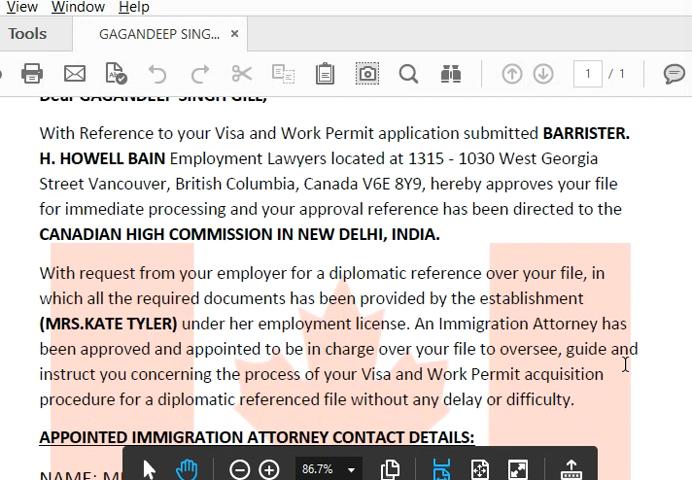 View Window Help
Tools GAGANDEEP SING... ×
1 / 1
Dear GAGANDEEP SINGH GILL,
With Reference to your Visa and Work Permit application submitted BARRISTER.
H. HOWELL BAIN Employment Lawyers located at 1315 - 1030 West Georgia
Street Vancouver, British Columbia, Canada V6E 8Y9, hereby approves your file
for immediate processing and your approval reference has been directed to the
CANADIAN HIGH COMMISSION IN NEW DELHI, INDIA.
With request from your employer for a diplomatic reference over your file, in
which all the required documents has been provided by the establishment
(MRS.KATE TYLER) under her employment license. An Immigration Attorney has
been approved and appointed to be in charge over your file to oversee, guide and
instruct you concerning the process of your Visa and Work Permit acquisition
procedure for a diplomatic referenced file without any delay or difficulty.
APPOINTED IMMIGRATION ATTORNEY CONTACT DETAILS:
NAME:
86.7%